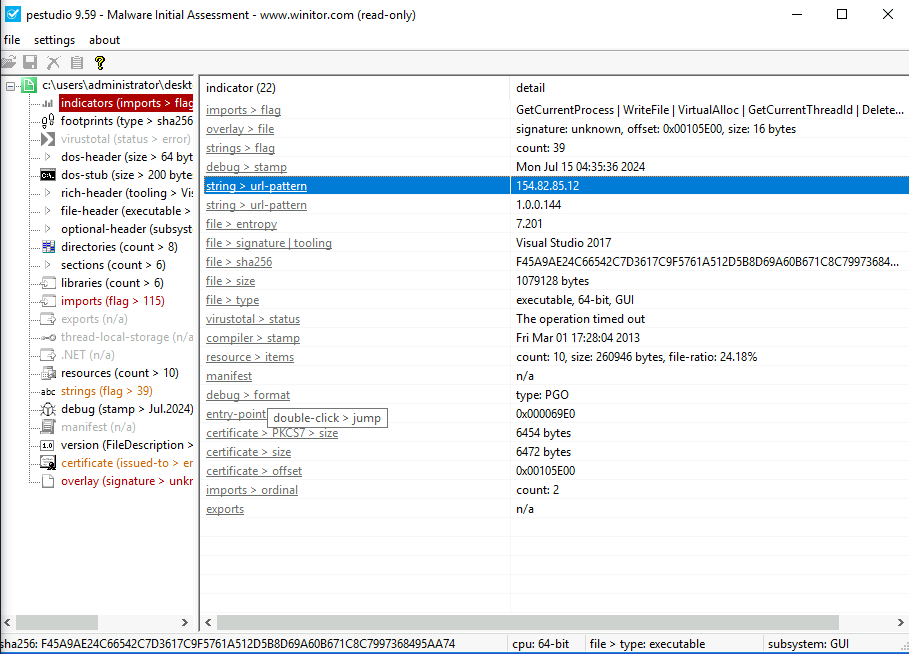 pestudio 9.59 - Malware Initial Assessment - www.winitor.com (read-only)
file settings about
c:\users\administrator\deskt
indicators (imports > flag
footprints (type > sha256
virustotal (status > error)
dos-header (size > 64 byt
dos-stub (size > 200 byte
rich-header (tooling > Vis
file-header (executable >
optional-header (subsyst
directories (count > 8)
sections (count > 6)
libraries (count > 6)
imports (flag > 115)
exports (n/a)
thread-local-storage (n/a
.NET (n/a)
resources (count > 10)
abc strings (flag > 39)
debug (stamp > Jul.2024)
manifest (n/a)
1.0 version (FileDescription >
certificate (issued-to > er
overlay (signature > unkr
indicator (22) detail
imports > flag GetCurrentProcess | WriteFile | VirtualAlloc | GetCurrentThreadId | Delete...
overlay > file signature: unknown, offset: 0x00105E00, size: 16 bytes
strings > flag count: 39
debug > stamp Mon Jul 15 04:35:36 2024
string > url-pattern 154.82.85.12
string > url-pattern 1.0.0.144
file > entropy 7.201
file > signature | tooling Visual Studio 2017
file > sha256 F45A9AE24C66542C7D3617C9F5761A512D5B8D69A60B671C8C79973684...
file > size 1079128 bytes
file > type executable, 64-bit, GUI
virustotal > status The operation timed out
compiler > stamp Fri Mar 01 17:28:04 2013
resource > items count: 10, size: 260946 bytes, file-ratio: 24.18%
manifest n/a
debug > format type: PGO
entry-point 0x000069E0
double-click > jump
certificate > PKCS7 > size 6454 bytes
certificate > size 6472 bytes
certificate > offset 0x00105E00
imports > ordinal count: 2
exports n/a
sha256: F45A9AE24C66542C7D3617C9F5761A512D5B8D69A60B671C8C7997368495AA74 cpu: 64-bit file > type: executable subsystem: GUI